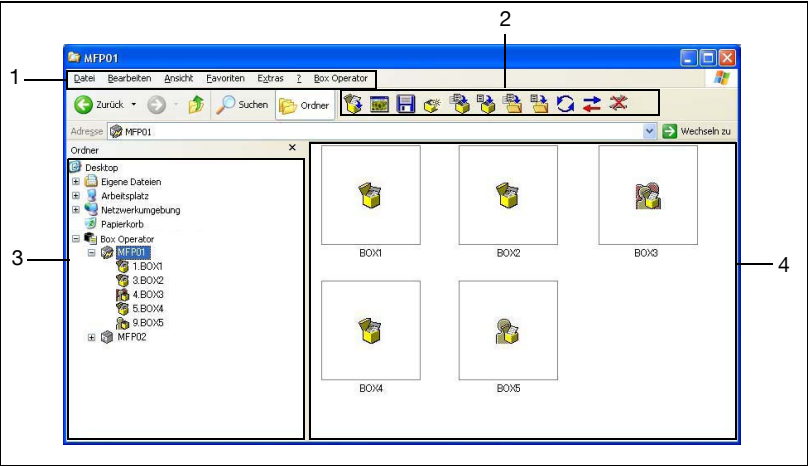 2
MFP01
1
Datei Bearbeiten Ansicht Favoriten Extras ? Box Operator
Zurück Suchen Ordner
Adresse MFP01 Wechseln zu
Ordner
Desktop
Eigene Dateien
Arbeitsplatz
Netzwerkumgebung
Papierkorb
Box Operator
MFP01
1.BOX1
3.BOX2
4.BOX3
5.BOX4
9.BOX5
MFP02
3
BOX1 BOX2 BOX3
4
BOX4 BOX5